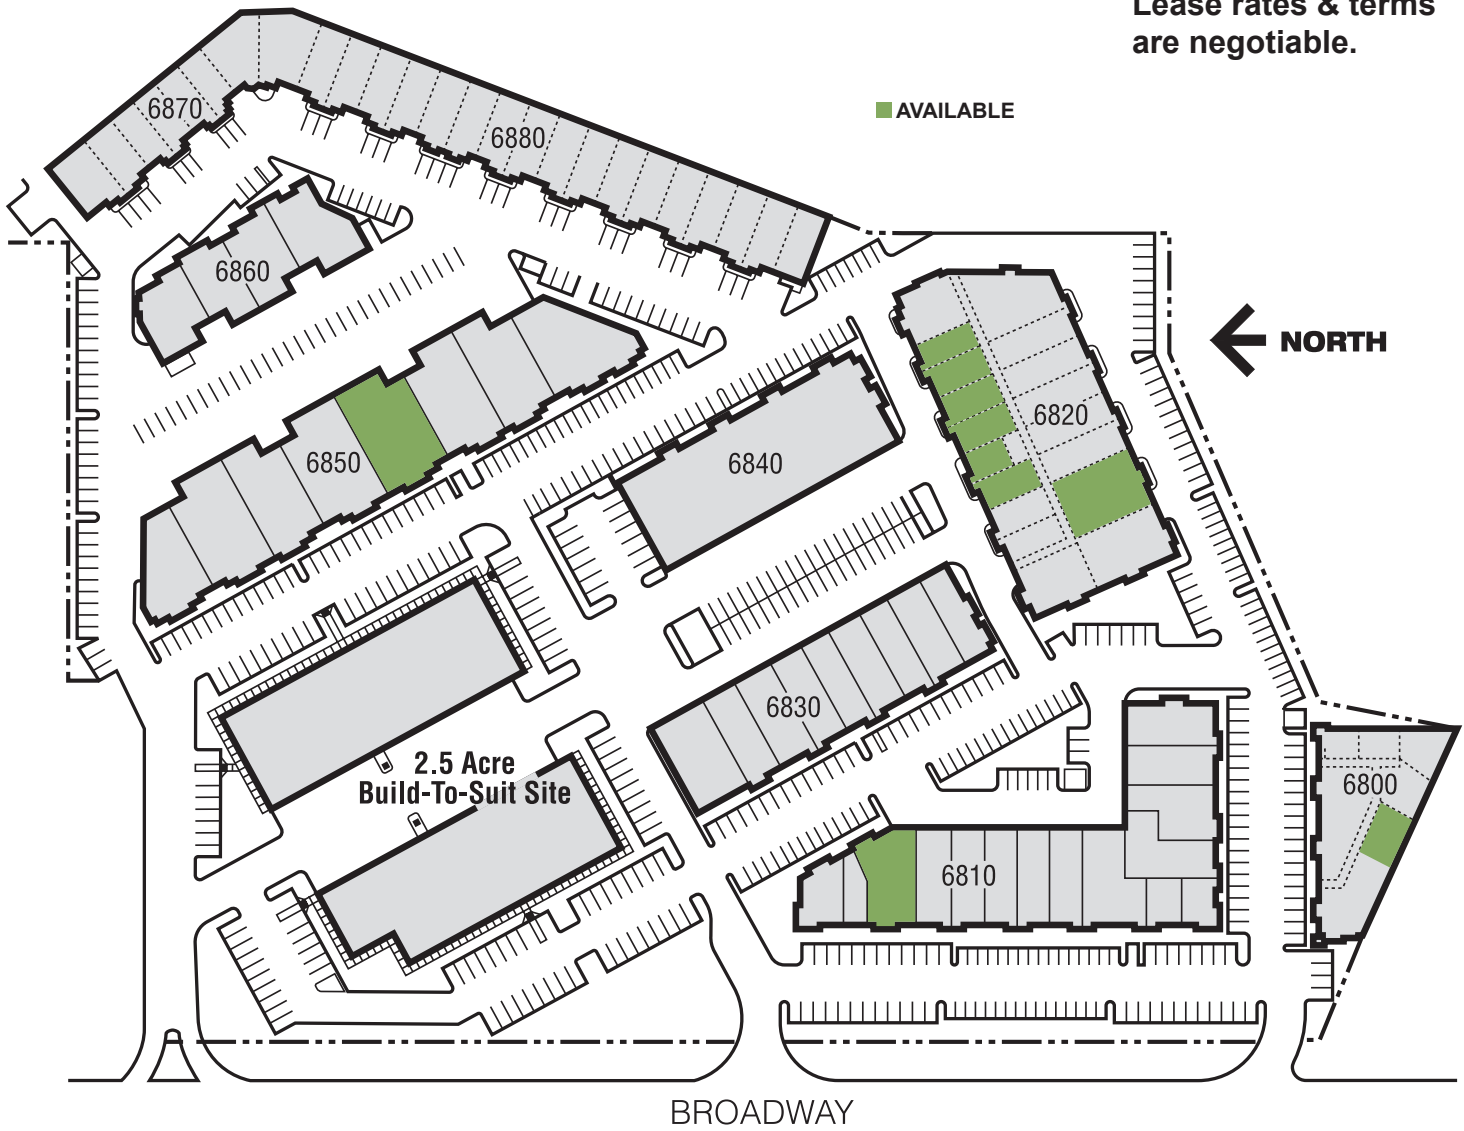 Lease rates & terms
are negotiable.
AVAILABLE
6870
6880
6860
NORTH
6850
6840
6820
6830
2.5 Acre
Build-To-Suit Site
6800
6810
BROADWAY